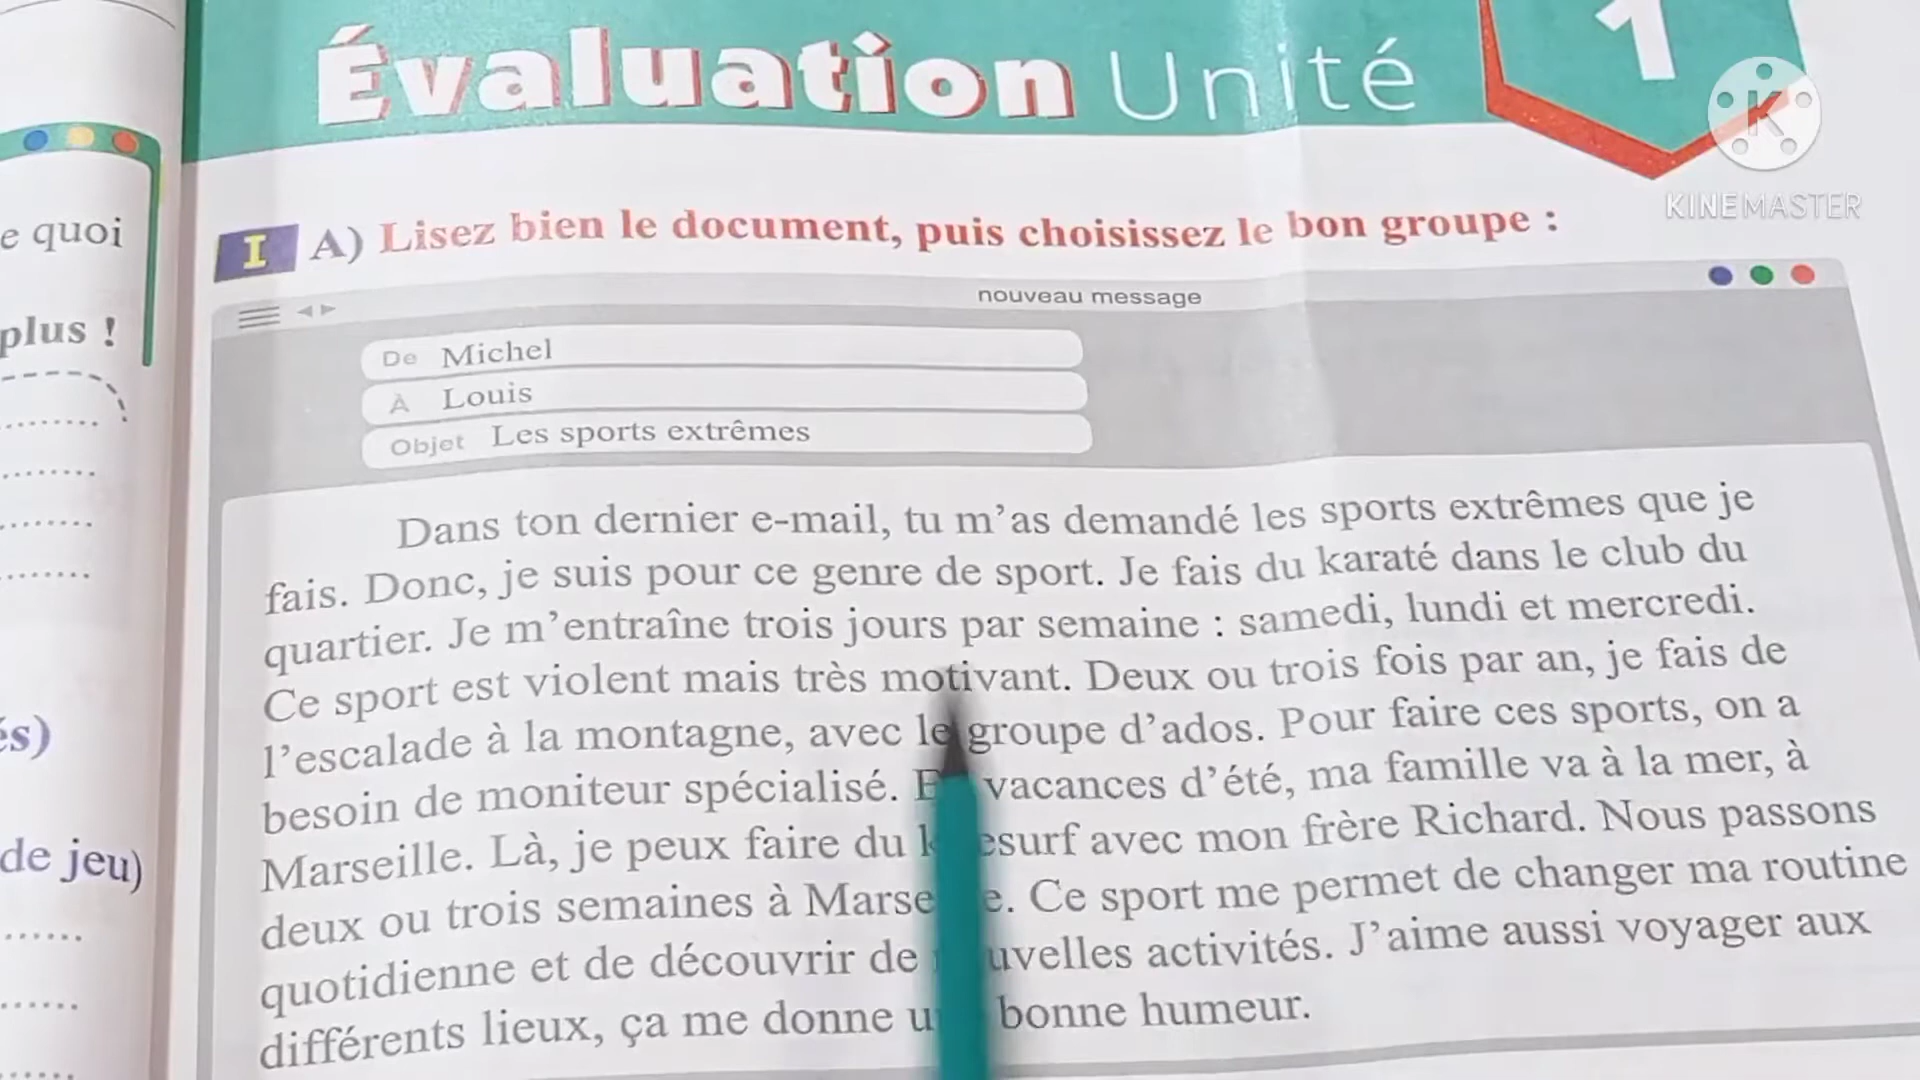 Évaluation Unité 1
KINEMASTER
e quoi
plus !
és)
de jeu)
I A) Lisez bien le document, puis choisissez le bon groupe :
nouveau message
De Michel
À Louis
Objet Les sports extrêmes
Dans ton dernier e-mail, tu m'as demandé les sports extrêmes que je
fais. Donc, je suis pour ce genre de sport. Je fais du karaté dans le club du
quartier. Je m'entraîne trois jours par semaine : samedi, lundi et mercredi.
Ce sport est violent mais très motivant. Deux ou trois fois par an, je fais de
l'escalade à la montagne, avec le groupe d'ados. Pour faire ces sports, on a
besoin de moniteur spécialisé. vacances d'été, ma famille va à la mer, à
Marseille. Là, je peux faire du avec mon frère Richard. Nous passons
deux ou trois semaines à Ce sport me permet de changer ma routine
quotidienne et de découvrir de activités. J'aime aussi voyager aux
différents lieux, ça me donne bonne humeur.